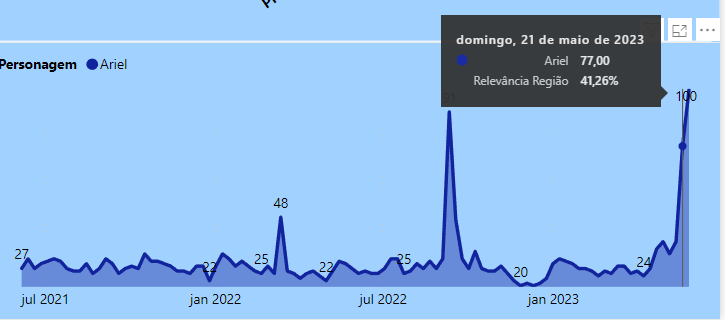 domingo, 21 de maio de 2023
Ariel 77,00
Relevância Região 41,26%
Personagem Ariel
100
48
27
22
25
22
25
20
24
jul 2021 jan 2022 jul 2022 jan 2023